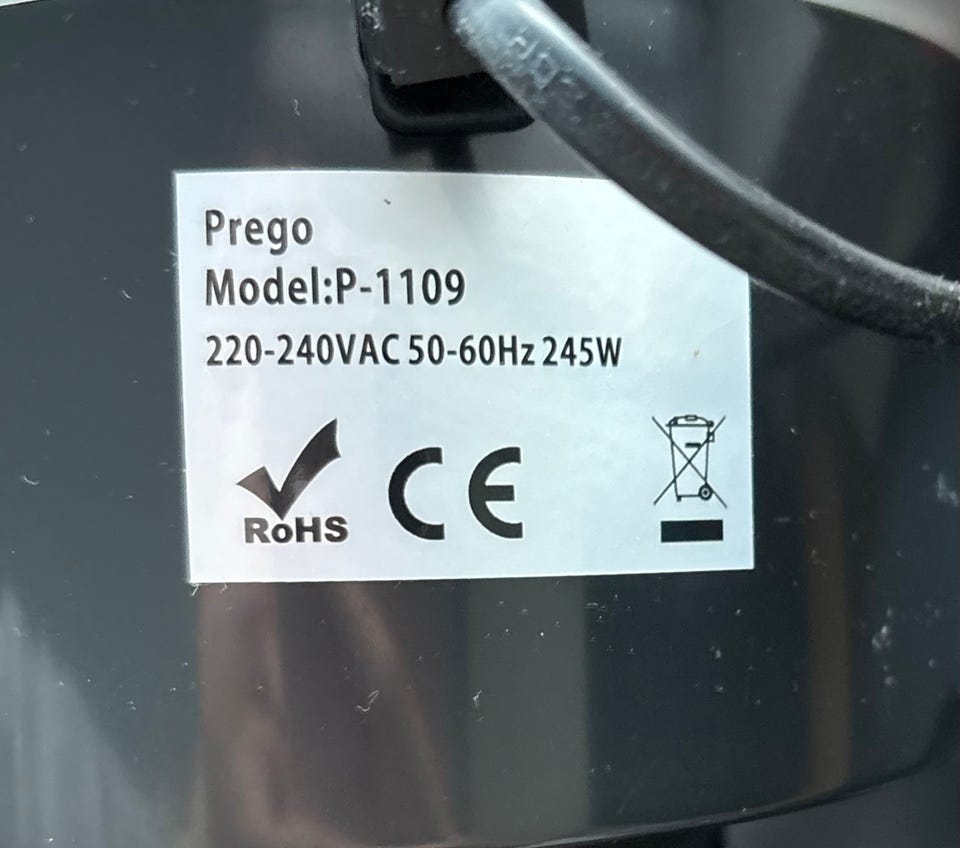 Prego
Model:P-1109
220-240VAC 50-60Hz 245W
RoHS
CE